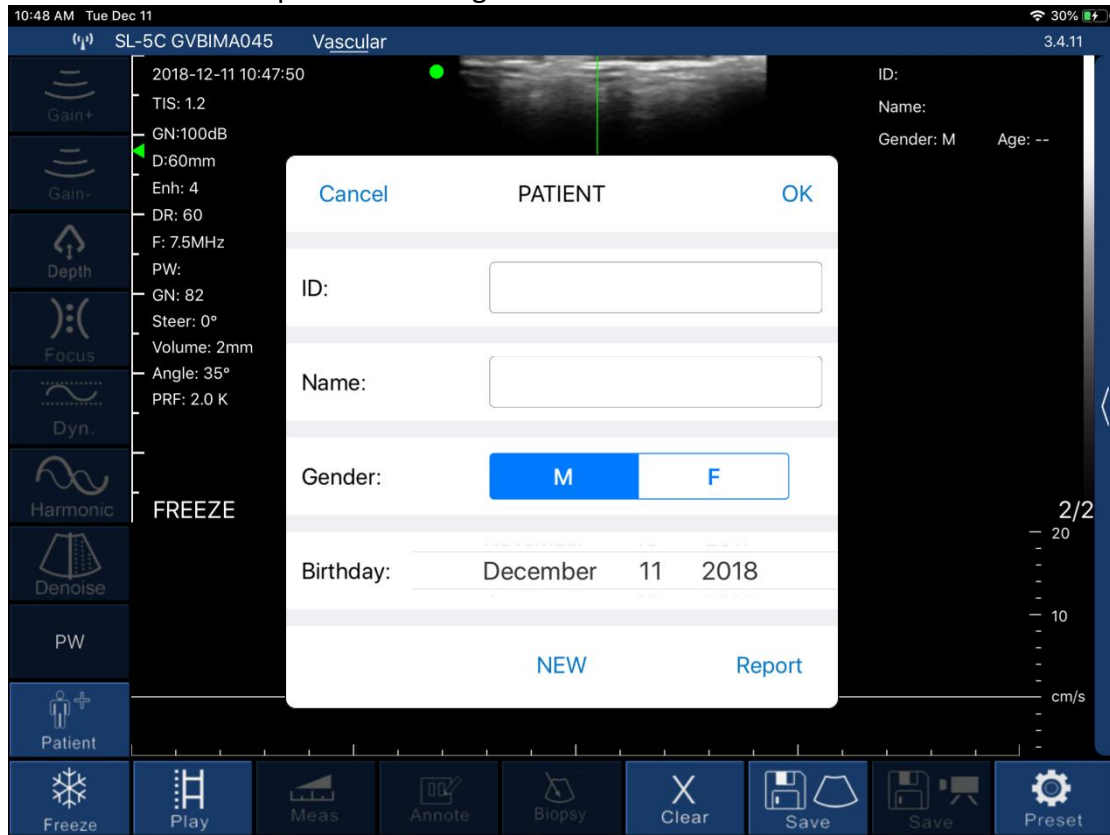 10:48 AM Tue Dec 11 30%
SL-5C GVBIMA045 Vascular 3.4.11
2018-12-11 10:47:50
TIS: 1.2
GN:100dB
D:60mm
Enh: 4
DR: 60
F: 7.5MHz
PW:
GN: 82
Steer: 0°
Volume: 2mm
Angle: 35°
PRF: 2.0 K
FREEZE
ID:
Name:
Gender: M Age: --
2/2
20
10
cm/s
Gain+
Gain-
Depth
Focus
Dyn.
Harmonic
Denoise
PW
Patient
Cancel PATIENT OK
ID:
Name:
Gender: M F
Birthday: December 11 2018
NEW Report
Freeze Play Meas Annote Biopsy Clear Save Save Preset